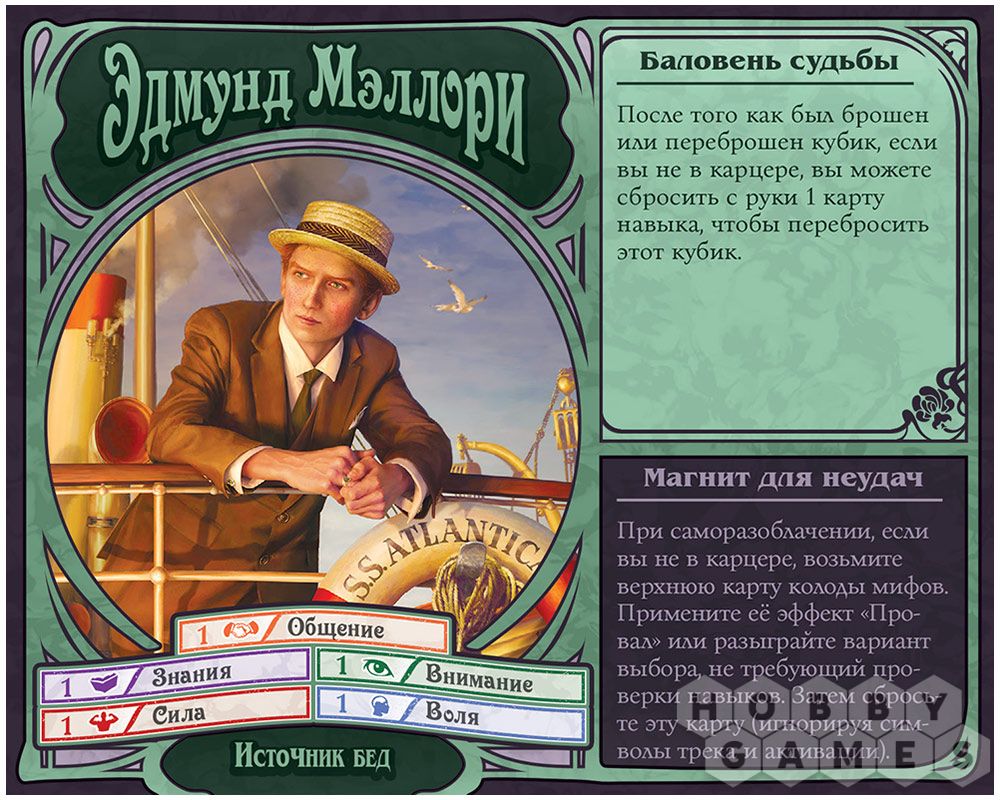 Эдмунд Мэллори
S.S. ATLANTICA
1 Общение
1 Знания
1 Внимание
1 Сила
1 Воля
Источник бед
Баловень судьбы
После того как был брошен
или переброшен кубик, если
вы не в карцере, вы можете
сбросить с руки 1 карту
навыка, чтобы перебросить
этот кубик.
Магнит для неудач
При саморазоблачении, если
вы не в карцере, возьмите
верхнюю карту колоды мифов.
Примените её эффект «Про-
вал» или разыграйте вариант
выбора, не требующий про-
верки навыков. Затем сбрось-
те эту карту (игнорируя сим-
волы трека и активации).
HOBBY
GAMES